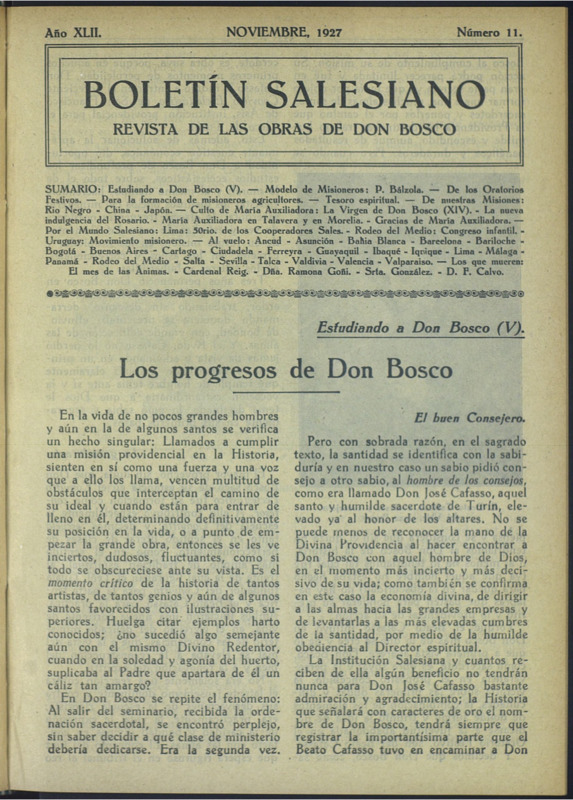 Año XLII.
NOVIEMBRE, 1927
Número 11.
BOLETÍN SALESIANO
REVISTA DE LAS OBRAS DE DON BOSCO
SUMARIO: Estudiando a Don Bosco (V). — Modelo de Misioneros: P. Bálzola. — De los Oratorios
Festivos. — Para la formación de misioneros agricultores. — Tesoro espiritual. — De nuestras Misiones:
Río Negro - China - Japón. — Culto de María Auxiliadora: La Virgen de Don Bosco (XIV). - La nueva
indulgencia del Rosario. - María Auxiliadora en Talavera y en Morelia. - Gracias de María Auxiliadora. —
Por el Mundo Salesiano: Lima: 50rio. de los Cooperadores Sales. - Rodeo del Medio: Congreso infantil. -
Uruguay: Movimiento misionero. — Al vuelo: Ancud - Asunción - Bahia Blanca - Barcelona - Bariloche -
Bogotá - Buenos Aires - Cartago - Ciudadela - Ferreyra - Guayaquil - Ibaqué - Iqcique - Lima - Málaga -
Panamá - Rodeo del Medio - Salta - Sevilla - Talca - Valdivia - Valencia - Valparaíso. — Los que mueren:
El mes de las Ánimas. - Cardenal Reig. - Dña. Ramona Goñi. - Srta. González. - D. F. Calvo.
Estudiando a Don Bosco (V).
Los progresos de Don Bosco
En la vida de no pocos grandes hombres
y aún en la de algunos santos se verifica
un hecho singular: Llamados a cumplir
una misión providencial en la Historia,
sienten en sí como una fuerza y una voz
que a ello los llama, vencen multitud de
obstáculos que interceptan el camino de
su ideal y cuando están para entrar de
lleno en él, determinando definitivamente
su posición en la vida, o a punto de em-
pezar la grande obra, entonces se les ve
inciertos, dudosos, fluctuantes, como si
todo se obscureciese ante su vista. Es el
momento crítico de la historia de tantos
artistas, de tantos genios y aún de algunos
santos favorecidos con ilustraciones su-
periores. Huelga citar ejemplos harto
conocidos; ¿no sucedió algo semejante
aún con el mismo Divino Redentor,
cuando en la soledad y agonía del huerto,
suplicaba al Padre que apartara de él un
cáliz tan amargo?
En Don Bosco se repite el fenómeno:
Al salir del seminario, recibida la orde-
nación sacerdotal, se encontró perplejo,
sin saber decidir a qué clase de ministerio
debería dedicarse. Era la segunda vez.
El buen Consejero.
Pero con sobrada razón, en el sagrado
texto, la santidad se identifica con la sabi-
duría y en nuestro caso un sabio pidió con-
sejo a otro sabio, al hombre de los consejos,
como era llamado Don José Cafasso, aquel
santo y humilde sacerdote de Turín, ele-
vado ya al honor de los altares. No se
puede menos de reconocer la mano de la
Divina Providencia al hacer encontrar a
Don Bosco con aquel hombre de Dios,
en el momento más incierto y más deci-
sivo de su vida; como también se confirma
en este caso la economía divina, de dirigir
a las almas hacia las grandes empresas y
de levantarlas a las más elevadas cumbres
de la santidad, por medio de la humilde
obediencia al Director espiritual.
La Institución Salesiana y cuantos re-
ciben de ella algún beneficio no tendrán
nunca para Don José Cafasso bastante
admiración y agradecimiento; la Historia
que señalará con caracteres de oro el nom-
bre de Don Bosco, tendrá siempre que
registrar la importantísima parte que el
Beato Cafasso tuvo en encaminar a Don